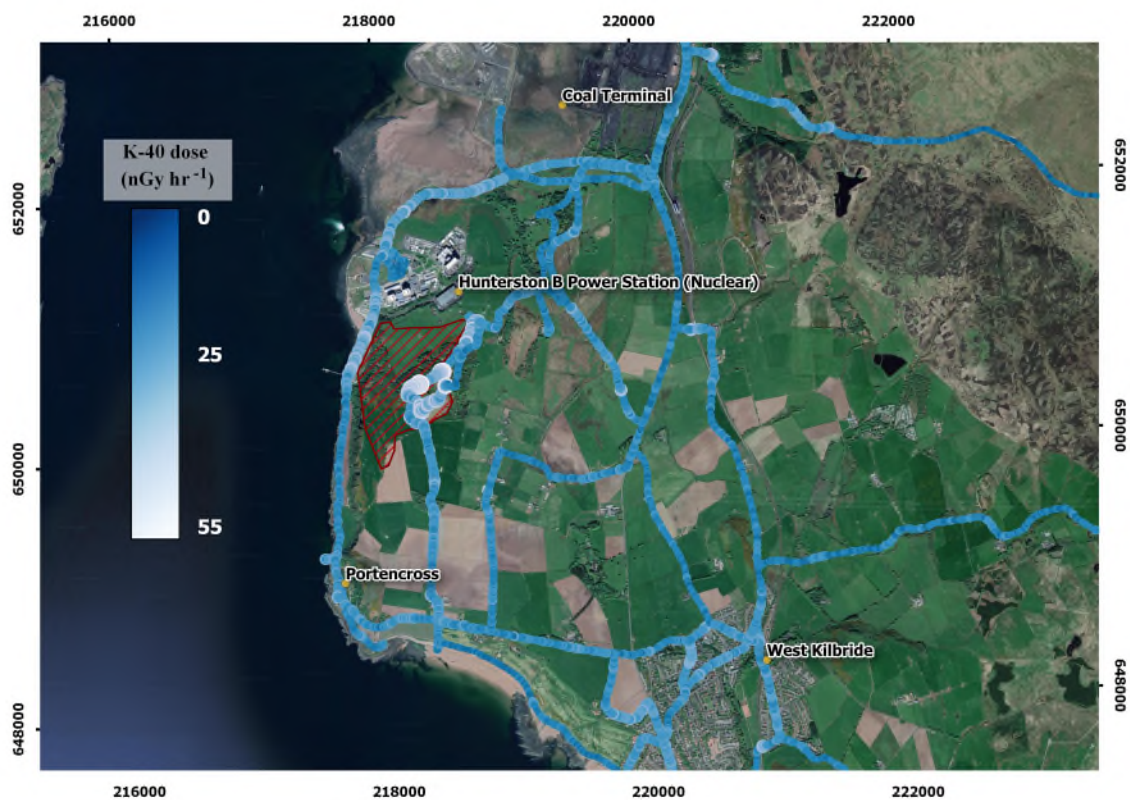 216000 218000 220000 222000
Coal Terminal
K-40 dose
(nGy hr⁻¹)
0
25
55
652000
652000
Hunterston B Power Station (Nuclear)
650000
650000
Portencross
West Kilbride
648000
648000
216000 218000 220000 222000